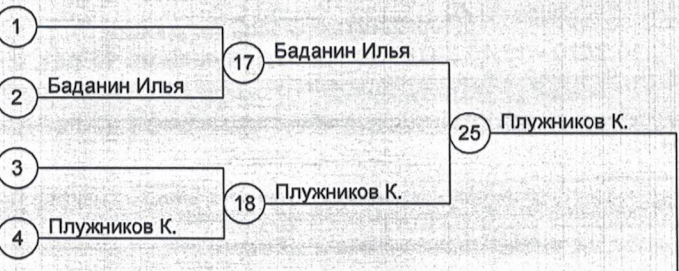 1
Баданин Илья
17
2
Баданин Илья
25
Плужников К.
3
Плужников К.
18
4
Плужников К.